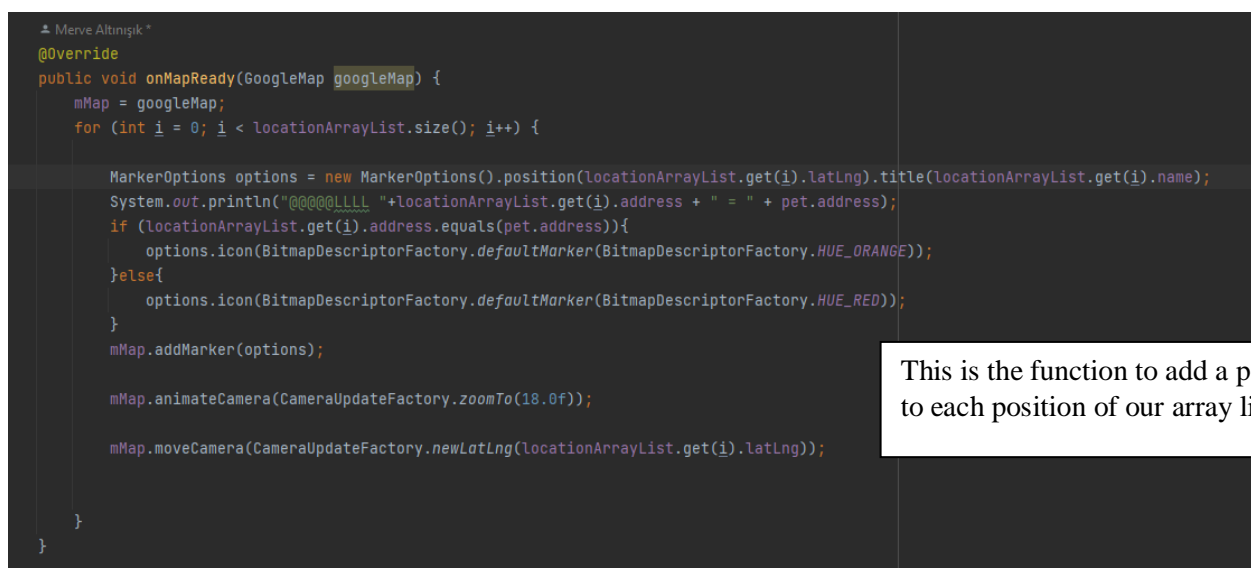 Merve Altınışık *
@Override
public void onMapReady(GoogleMap googleMap) {
mMap = googleMap;
for (int i = 0; i < locationArrayList.size(); i++) {
MarkerOptions options = new MarkerOptions().position(locationArrayList.get(i).latLng).title(locationArrayList.get(i).name);
System.out.println("@@@@@LLLL "+locationArrayList.get(i).address + " = " + pet.address);
if (locationArrayList.get(i).address.equals(pet.address)){
options.icon(BitmapDescriptorFactory.defaultMarker(BitmapDescriptorFactory.HUE_ORANGE));
}else{
options.icon(BitmapDescriptorFactory.defaultMarker(BitmapDescriptorFactory.HUE_RED));
}
mMap.addMarker(options);
This is the function to add a p
to each position of our array li
mMap.animateCamera(CameraUpdateFactory.zoomTo(18.0f));
mMap.moveCamera(CameraUpdateFactory.newLatLng(locationArrayList.get(i).latLng));
}
}